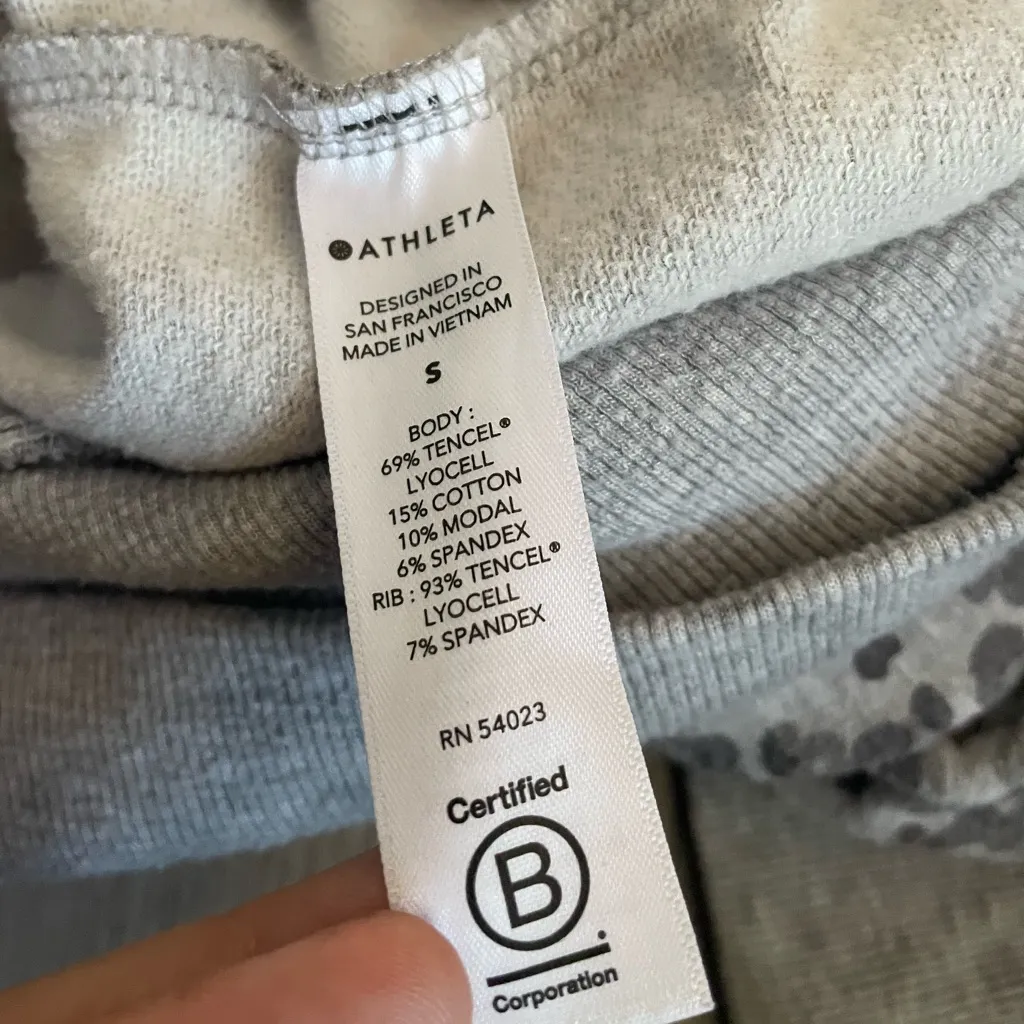 ATHLETA
DESIGNED IN
SAN FRANCISCO
MADE IN VIETNAM
S
BODY :
69% TENCEL®
LYOCELL
15% COTTON
10% MODAL
6% SPANDEX
RIB : 93% TENCEL®
LYOCELL
7% SPANDEX
RN 54023
Certified
B
Corporation